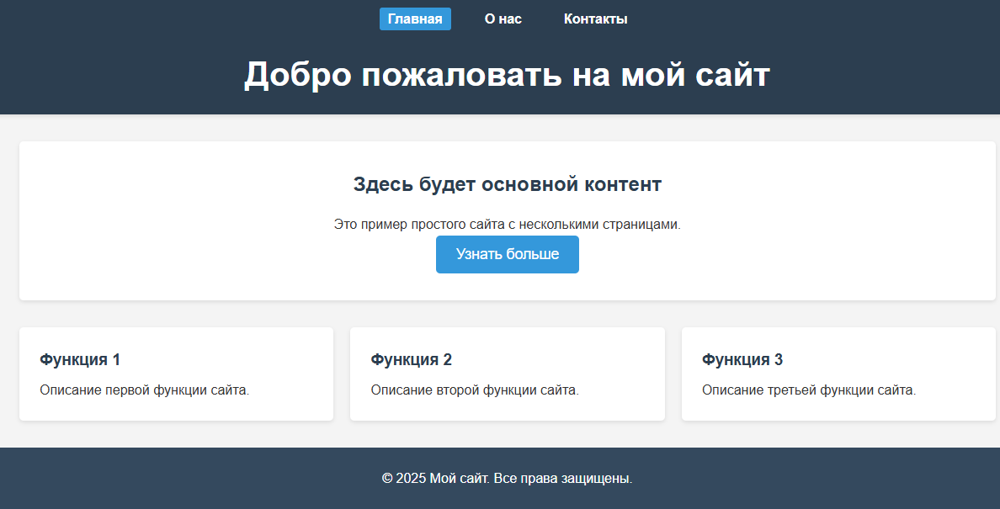 Главная О нас Контакты
Добро пожаловать на мой сайт
Здесь будет основной контент
Это пример простого сайта с несколькими страницами.
Узнать больше
Функция 1
Описание первой функции сайта.
Функция 2
Описание второй функции сайта.
Функция 3
Описание третьей функции сайта.
© 2025 Мой сайт. Все права защищены.